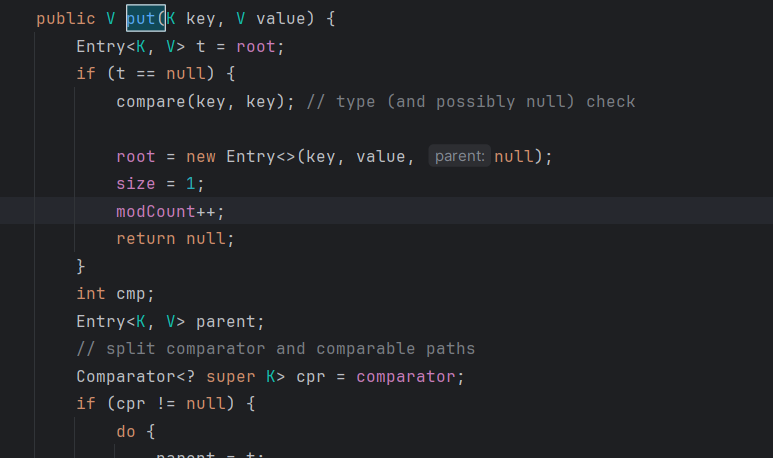 public V put(K key, V value) {
Entry<K, V> t = root;
if (t == null) {
compare(key, key); // type (and possibly null) check
root = new Entry<>(key, value, parent: null);
size = 1;
modCount++;
return null;
}
int cmp;
Entry<K, V> parent;
// split comparator and comparable paths
Comparator<? super K> cpr = comparator;
if (cpr != null) {
do {
parent = t;